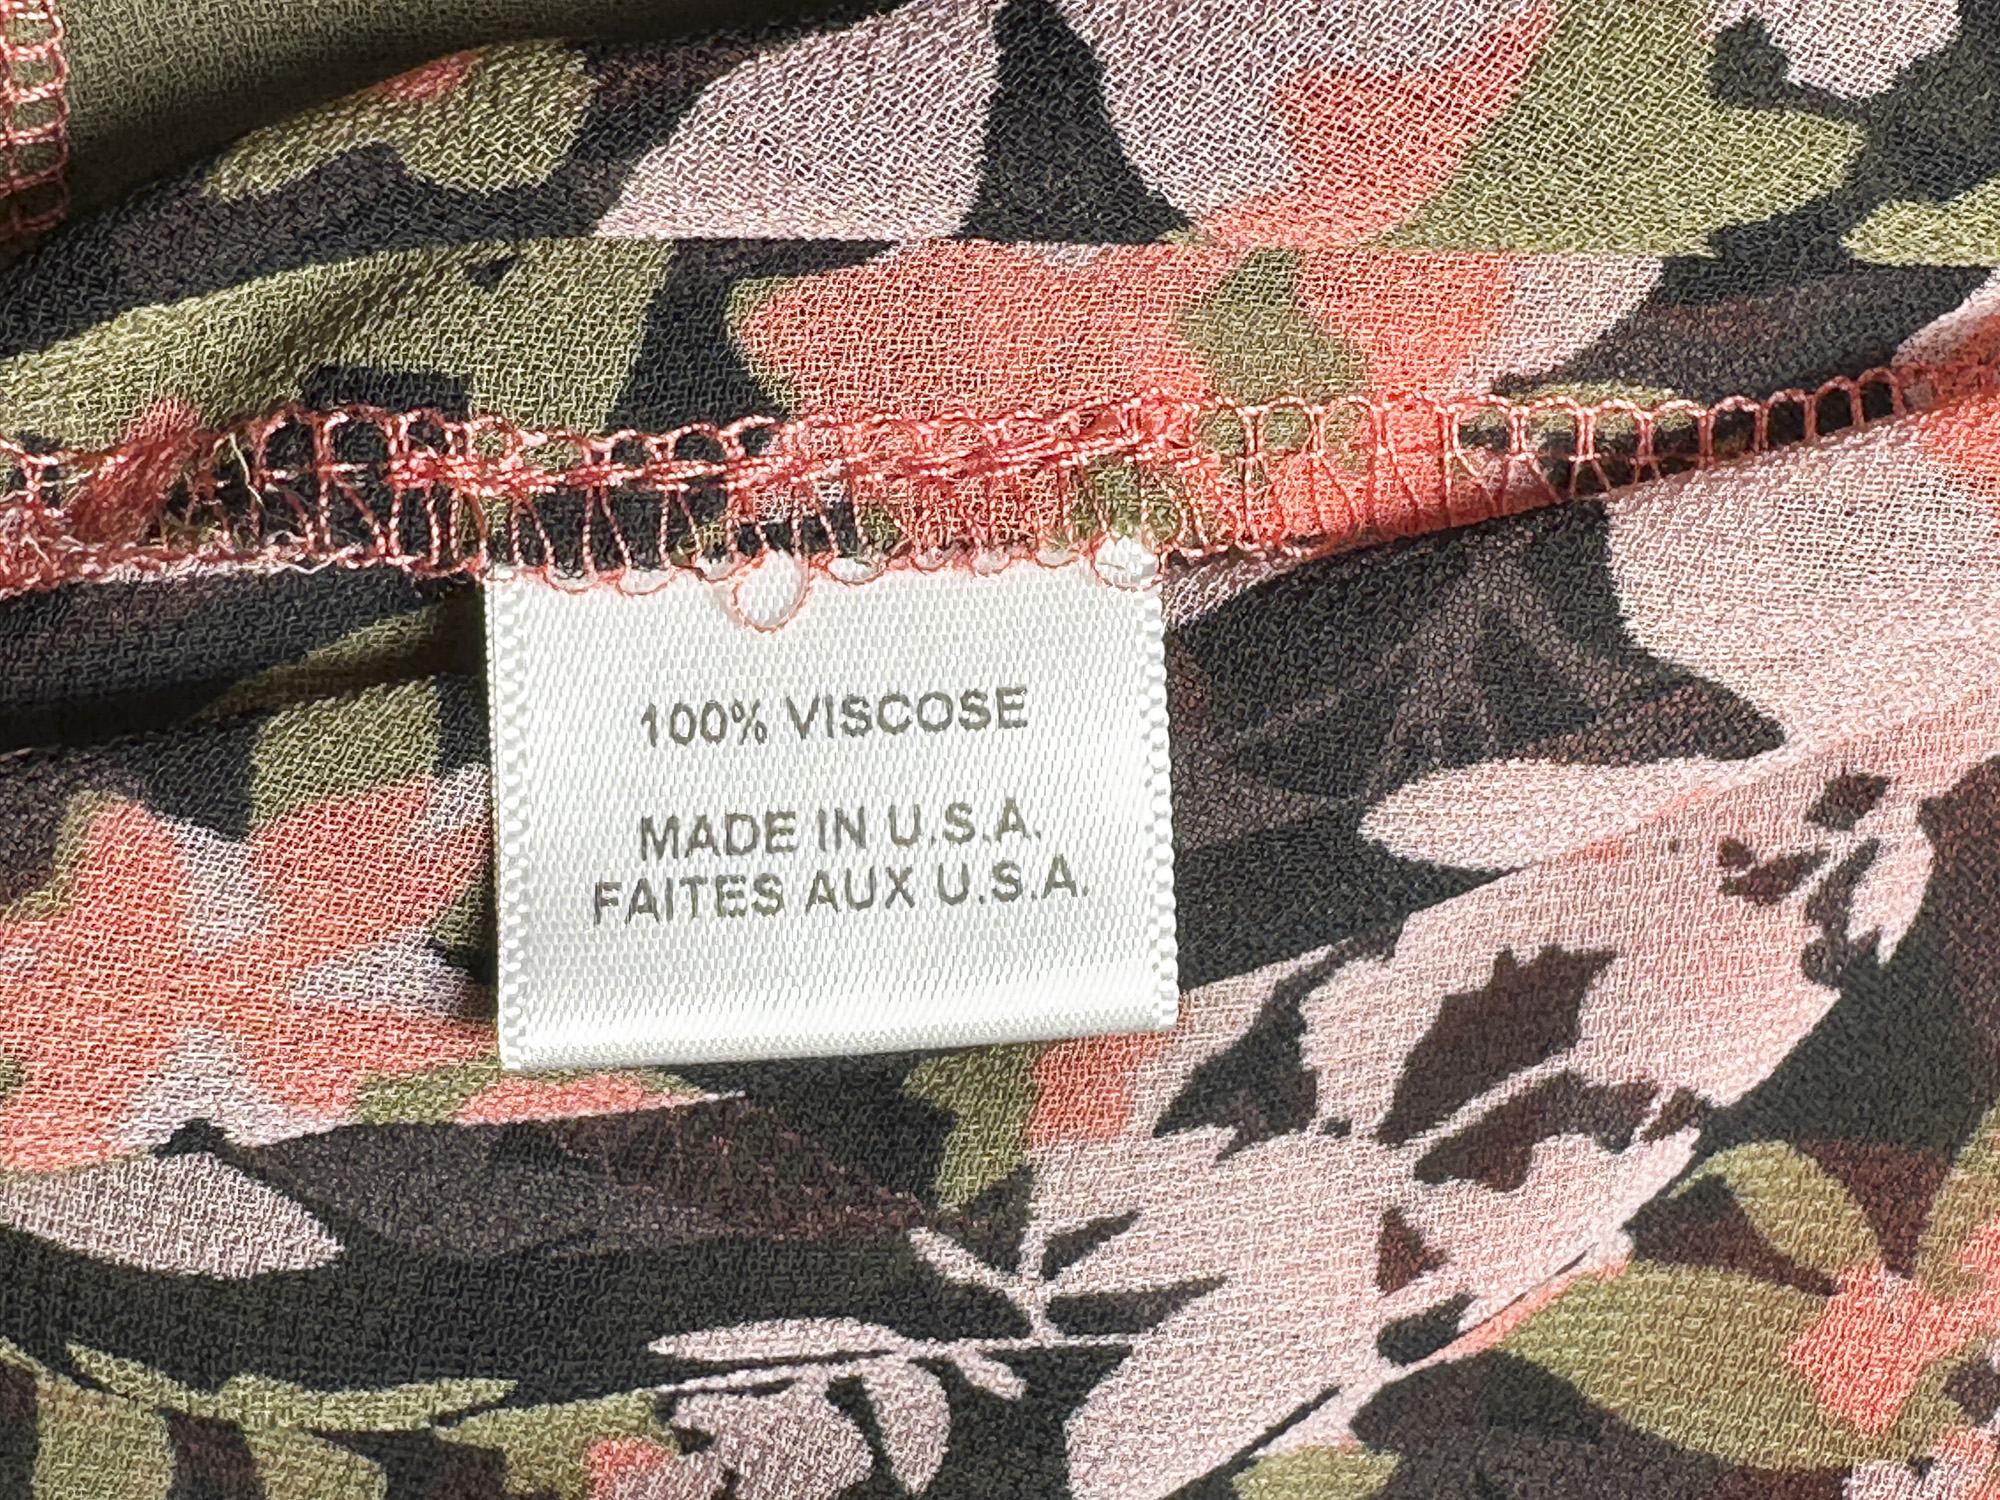 100% VISCOSE
MADE IN U.S.A.
FAITES AUX U.S.A.